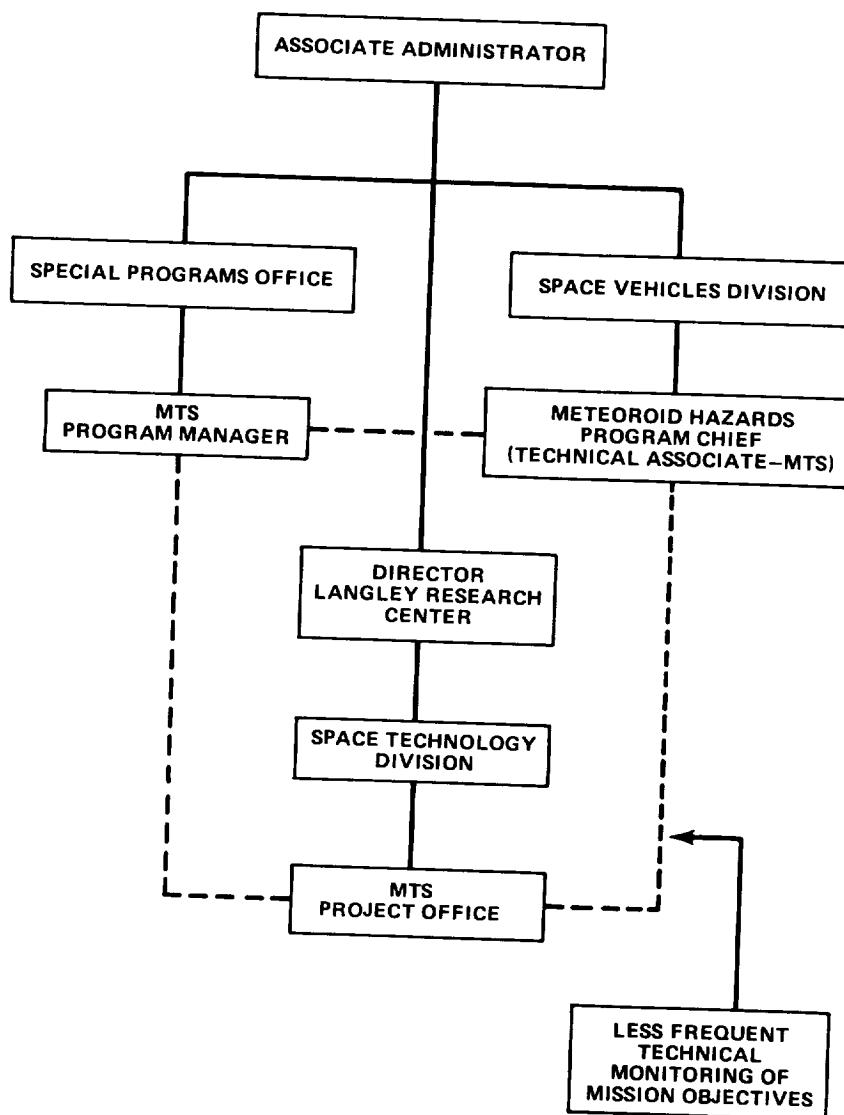 ASSOCIATE ADMINISTRATOR
SPECIAL PROGRAMS OFFICE
SPACE VEHICLES DIVISION
MTS
PROGRAM MANAGER
METEOROID HAZARDS
PROGRAM CHIEF
(TECHNICAL ASSOCIATE–MTS)
DIRECTOR
LANGLEY RESEARCH
CENTER
SPACE TECHNOLOGY
DIVISION
MTS
PROJECT OFFICE
LESS FREQUENT
TECHNICAL
MONITORING OF
MISSION OBJECTIVES